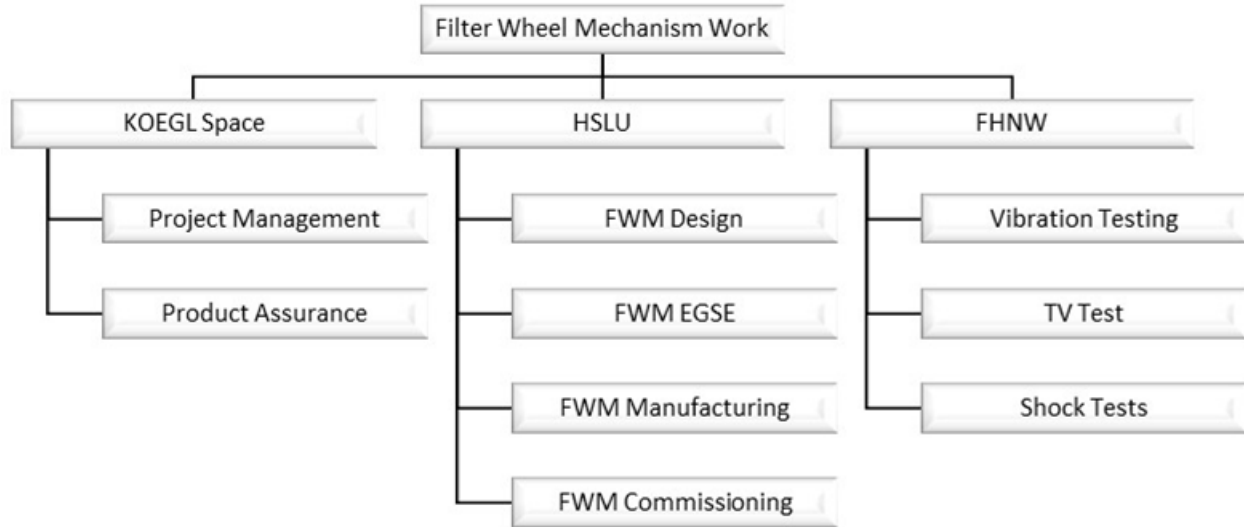 Filter Wheel Mechanism Work
KOEGL Space
Project Management
Product Assurance
HSLU
FWM Design
FWM EGSE
FWM Manufacturing
FWM Commissioning
FHNW
Vibration Testing
TV Test
Shock Tests